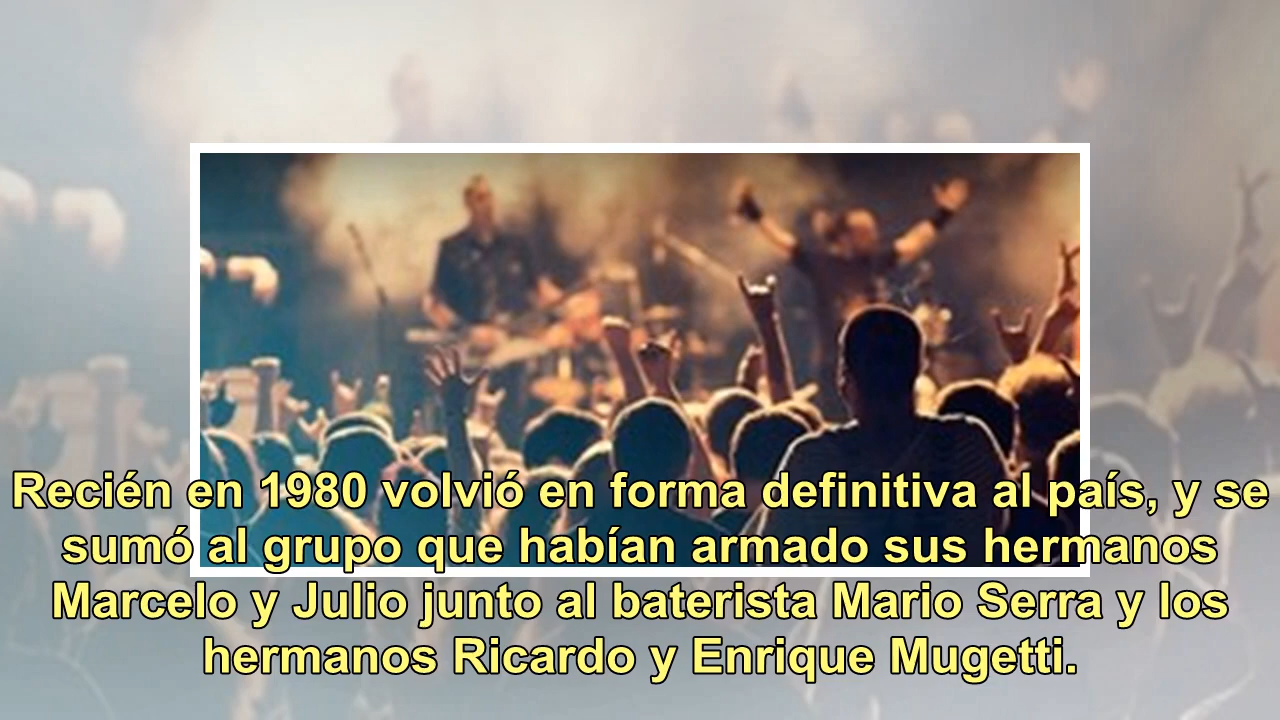 Recién en 1980 volvió en forma definitiva al país, y se
sumó al grupo que habían armado sus hermanos
Marcelo y Julio junto al baterista Mario Serra y los
hermanos Ricardo y Enrique Mugetti.